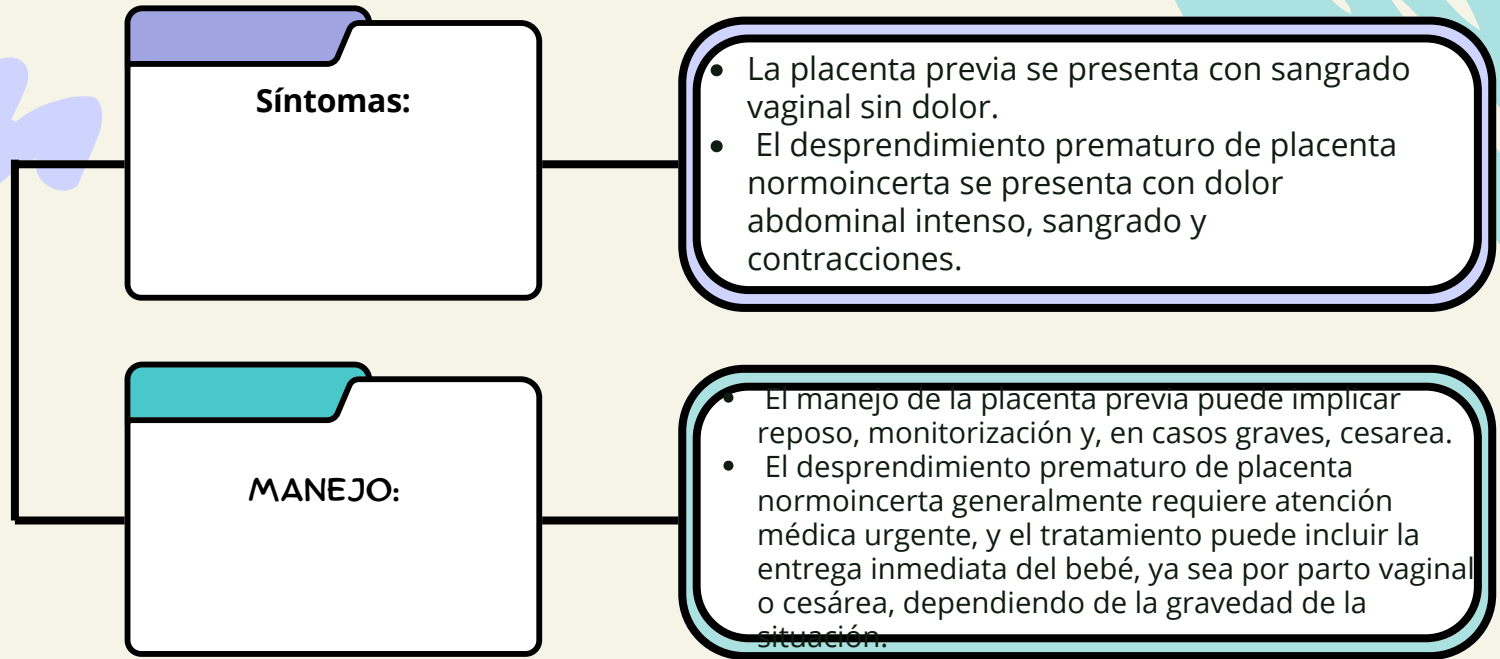 Síntomas:
• La placenta previa se presenta con sangrado
vaginal sin dolor.
• El desprendimiento prematuro de placenta
normoincerta se presenta con dolor
abdominal intenso, sangrado y
contracciones.
MANEJO:
• El manejo de la placenta previa puede implicar
reposo, monitorización y, en casos graves, cesarea.
• El desprendimiento prematuro de placenta
normoincerta generalmente requiere atención
médica urgente, y el tratamiento puede incluir la
entrega inmediata del bebé, ya sea por parto vaginal
o cesárea, dependiendo de la gravedad de la
situación.